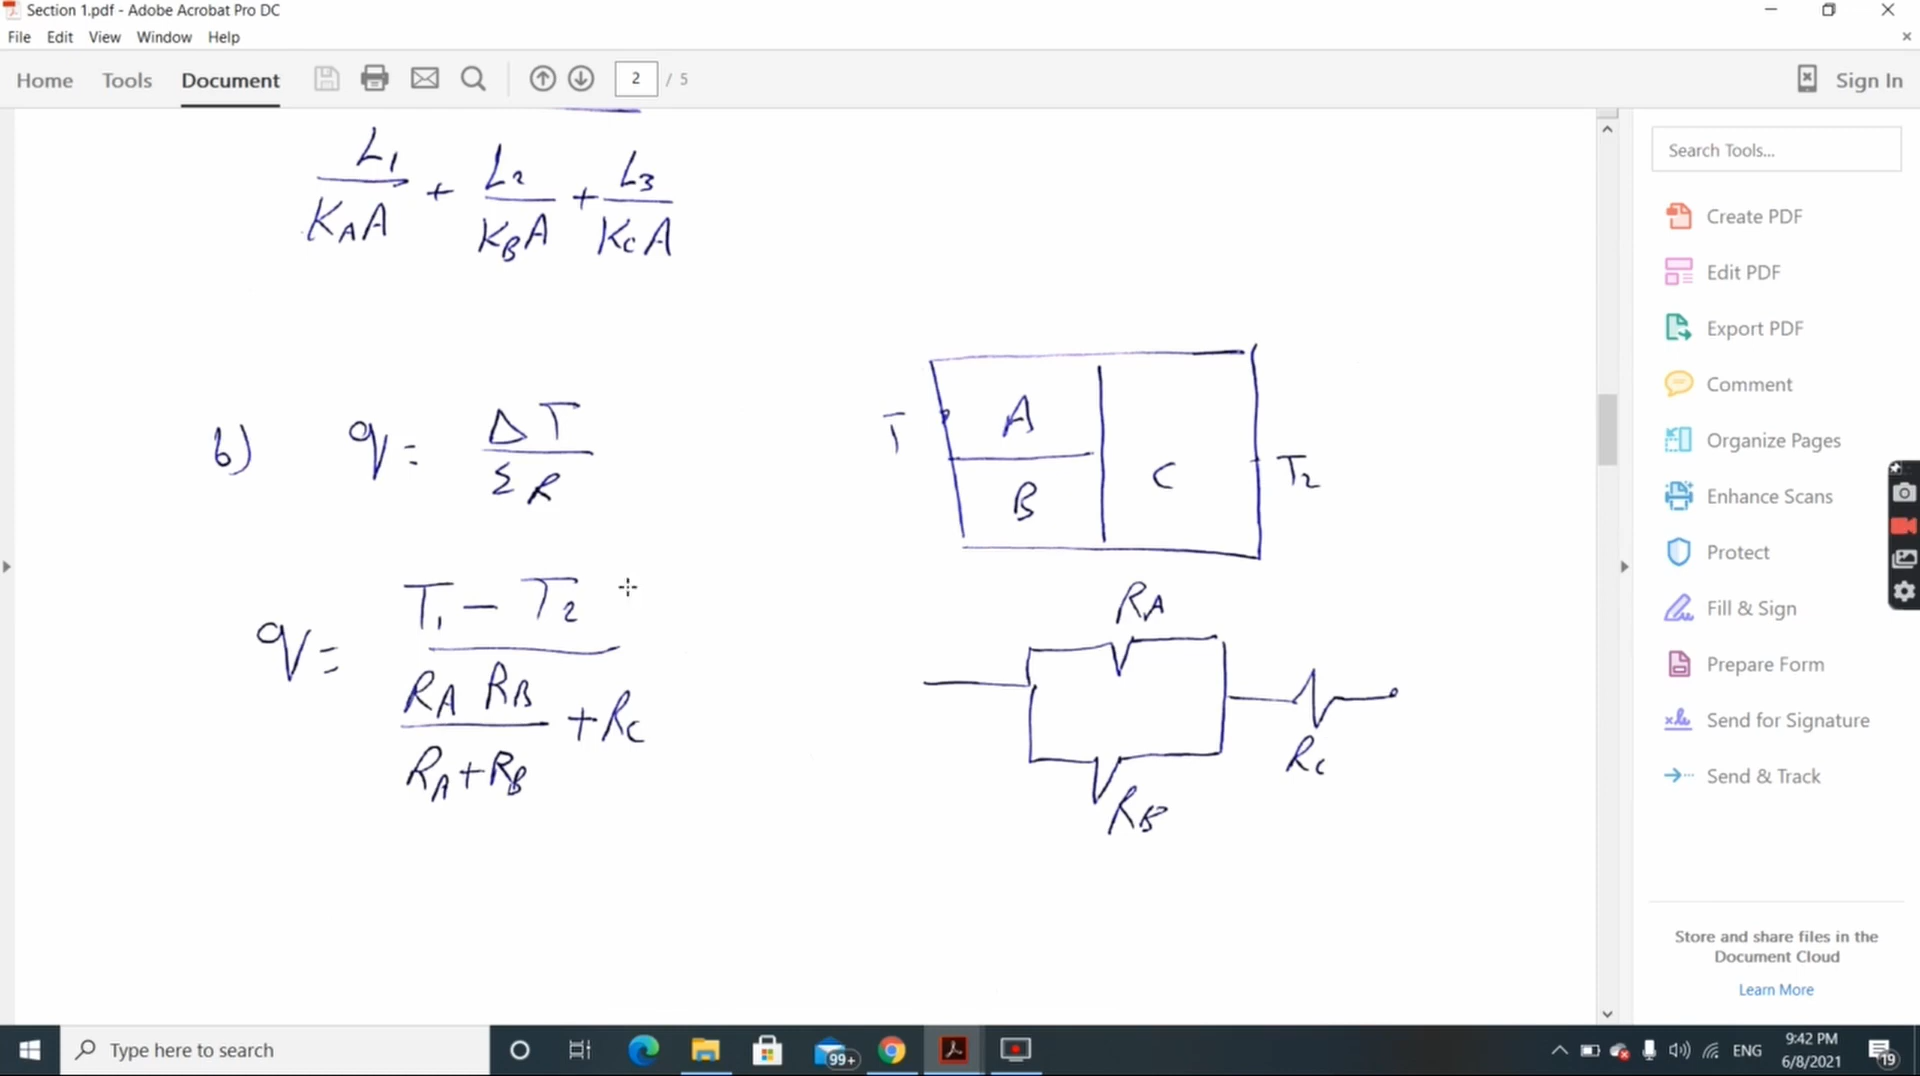 Section 1.pdf - Adobe Acrobat Pro DC
File Edit View Window Help
Home Tools Document 2 / 5 Sign In
L1 / KAA + L2 / KBA + L3 / KCA
b) q = ΔT / Σ R
T A B C T2
q = T1 - T2 / RA RB / RA + RB + RC
RA
RB
RC
Search Tools...
Create PDF
Edit PDF
Export PDF
Comment
Organize Pages
Enhance Scans
Protect
Fill & Sign
Prepare Form
Send for Signature
Send & Track
Store and share files in the
Document Cloud
Learn More
Type here to search
99+
ENG
9:42 PM
6/8/2021
19